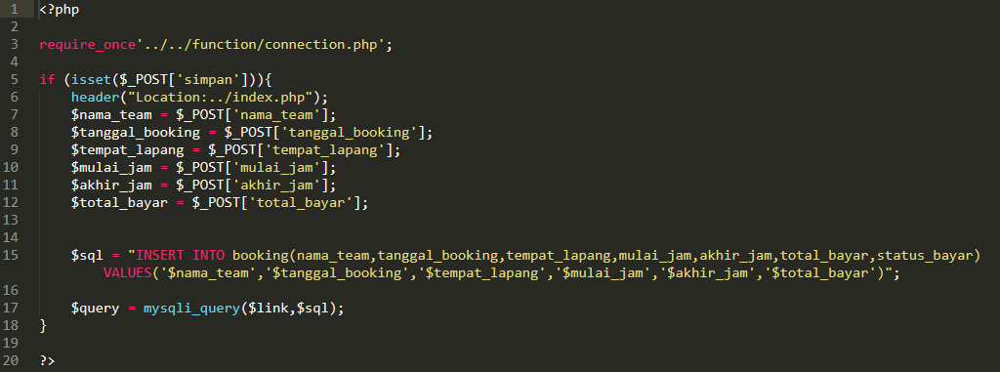 1 <?php
2
3 require_once'../../function/connection.php';
4
5 if (isset($_POST['simpan'])){
6 header("Location:../index.php");
7 $nama_team = $_POST['nama_team'];
8 $tanggal_booking = $_POST['tanggal_booking'];
9 $tempat_lapang = $_POST['tempat_lapang'];
10 $mulai_jam = $_POST['mulai_jam'];
11 $akhir_jam = $_POST['akhir_jam'];
12 $total_bayar = $_POST['total_bayar'];
13
14
15 $sql = "INSERT INTO booking(nama_team,tanggal_booking,tempat_lapang,mulai_jam,akhir_jam,total_bayar,status_bayar)
VALUES('$nama_team','$tanggal_booking','$tempat_lapang','$mulai_jam','$akhir_jam','$total_bayar')";
16
17 $query = mysqli_query($link,$sql);
18 }
19
20 ?>